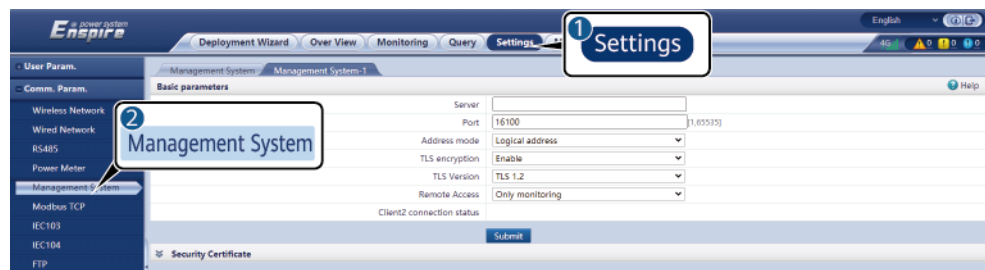 e power system
Enspire
English
Deployment Wizard
Over View
Monitoring
Query
Settings
1
Settings
4G
0
0
0
User Param.
Management System
Management System-1
Comm. Param.
Basic parameters
Help
Wireless Network
Server
Wired Network
Port
16100
[1,65535]
2
Management System
RS485
Address mode
Logical address
TLS encryption
Enable
Power Meter
TLS Version
TLS 1.2
Management System
Remote Access
Only monitoring
Modbus TCP
Client2 connection status
IEC103
Submit
IEC104
Security Certificate
FTP